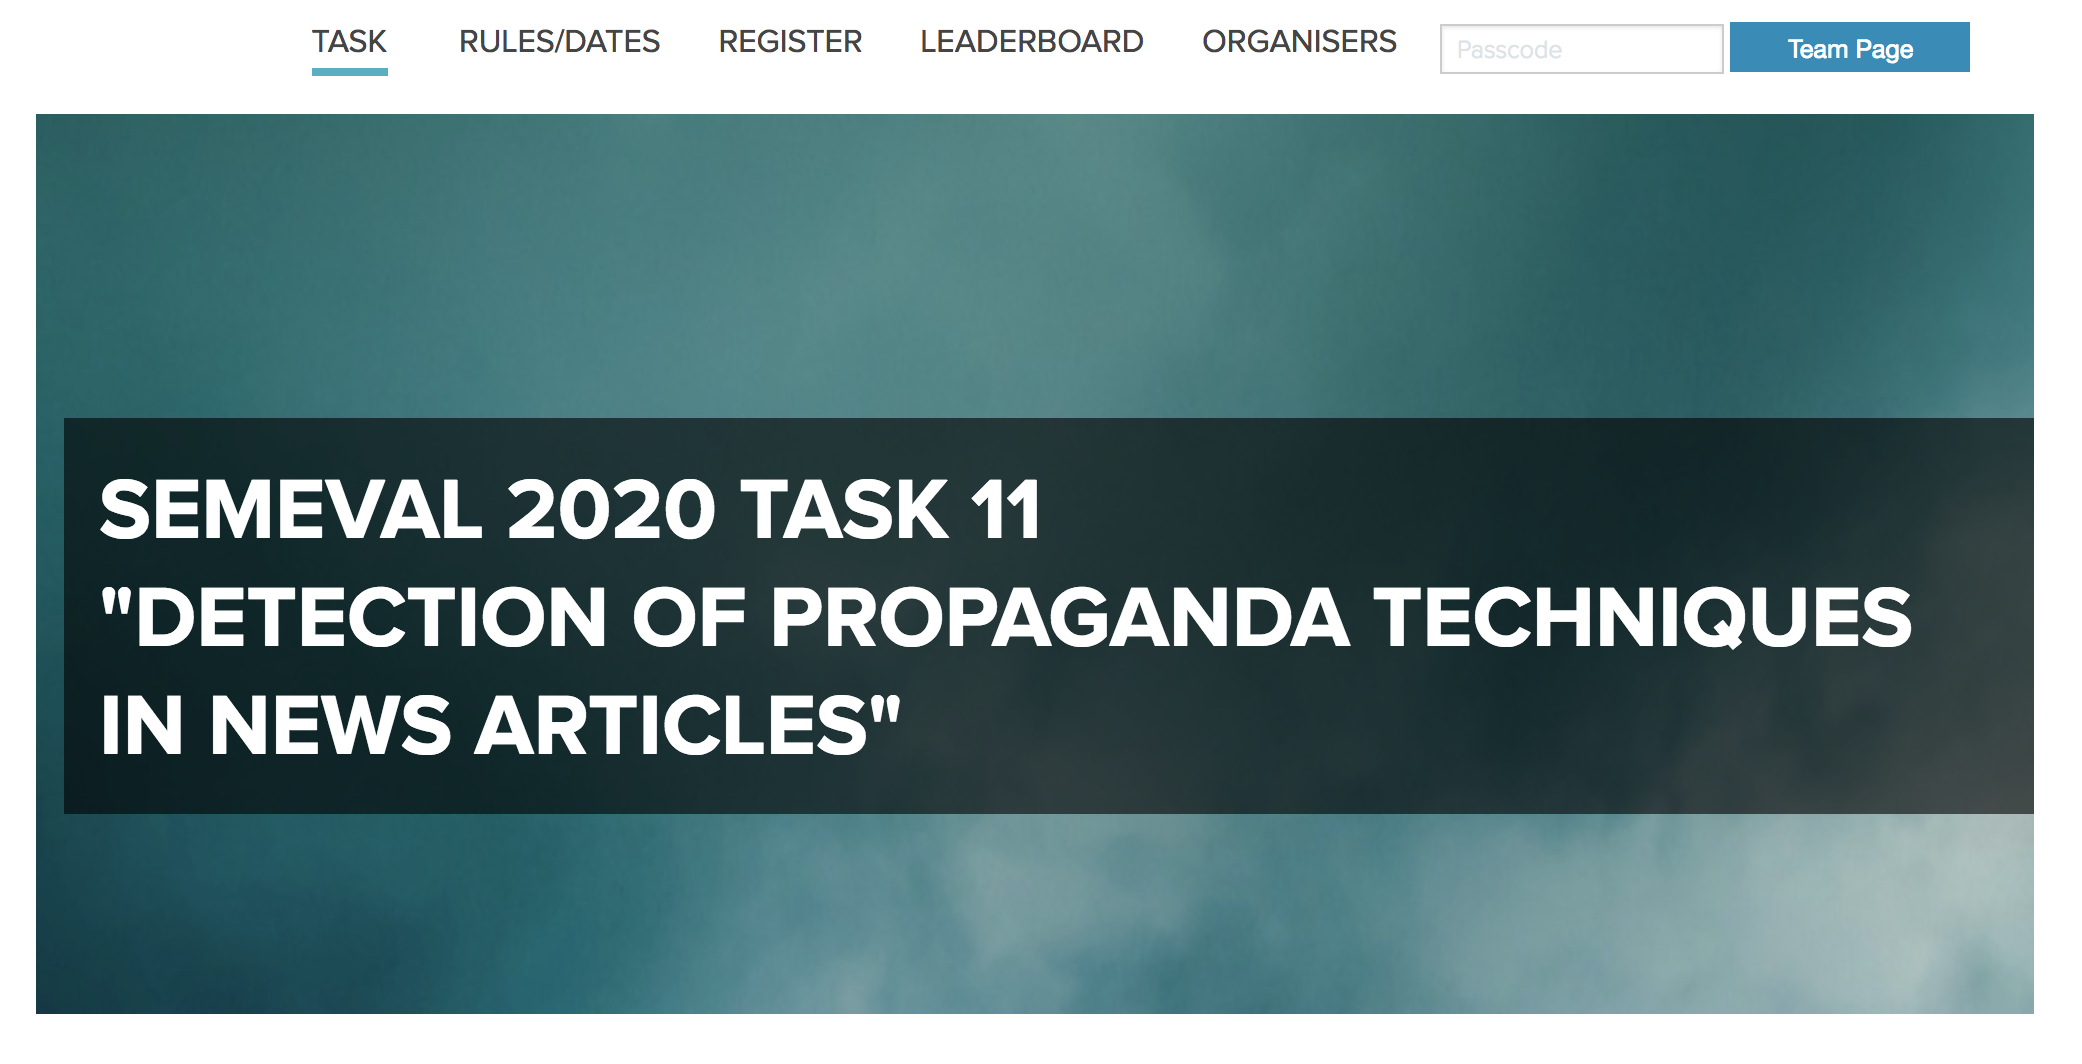 TASK RULES/DATES REGISTER LEADERBOARD ORGANISERS Passcode Team Page
SEMEVAL 2020 TASK 11
"DETECTION OF PROPAGANDA TECHNIQUES
IN NEWS ARTICLES"